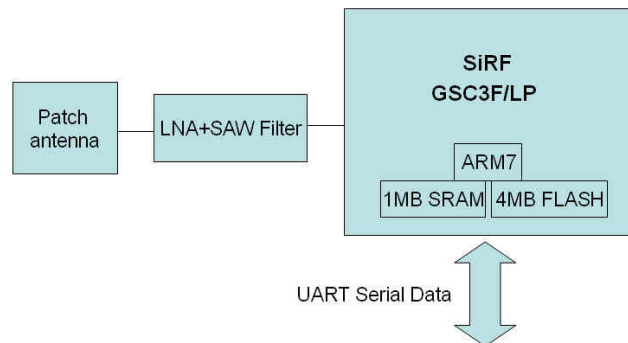 SiRF
GSC3F/LP
Patch
antenna
LNA+SAW Filter
ARM7
1MB SRAM
4MB FLASH
UART Serial Data